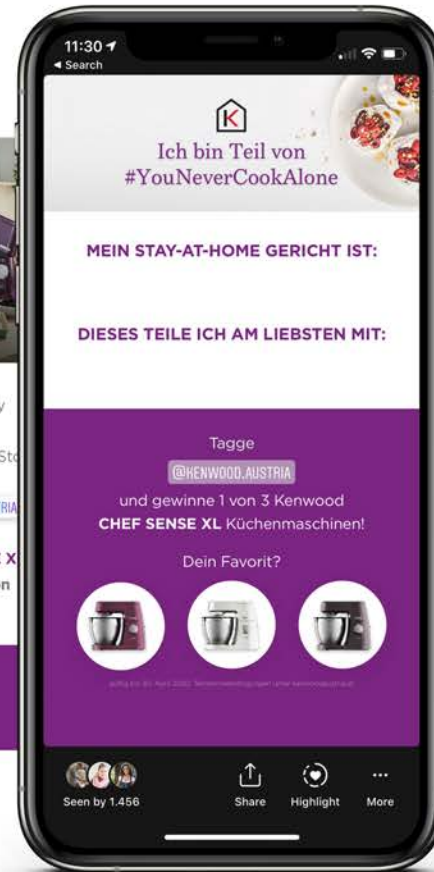 11:30
Search
K
Ich bin Teil von
#YouNeverCookAlone
MEIN STAY-AT-HOME GERICHT IST:
DIESES TEILE ICH AM LIEBSTEN MIT:
Tagge
@KENWOOD.AUSTRIA
und gewinne 1 von 3 Kenwood
CHEF SENSE XL Küchenmaschinen!
Dein Favorit?
Seen by 1.456
Share
Highlight
More